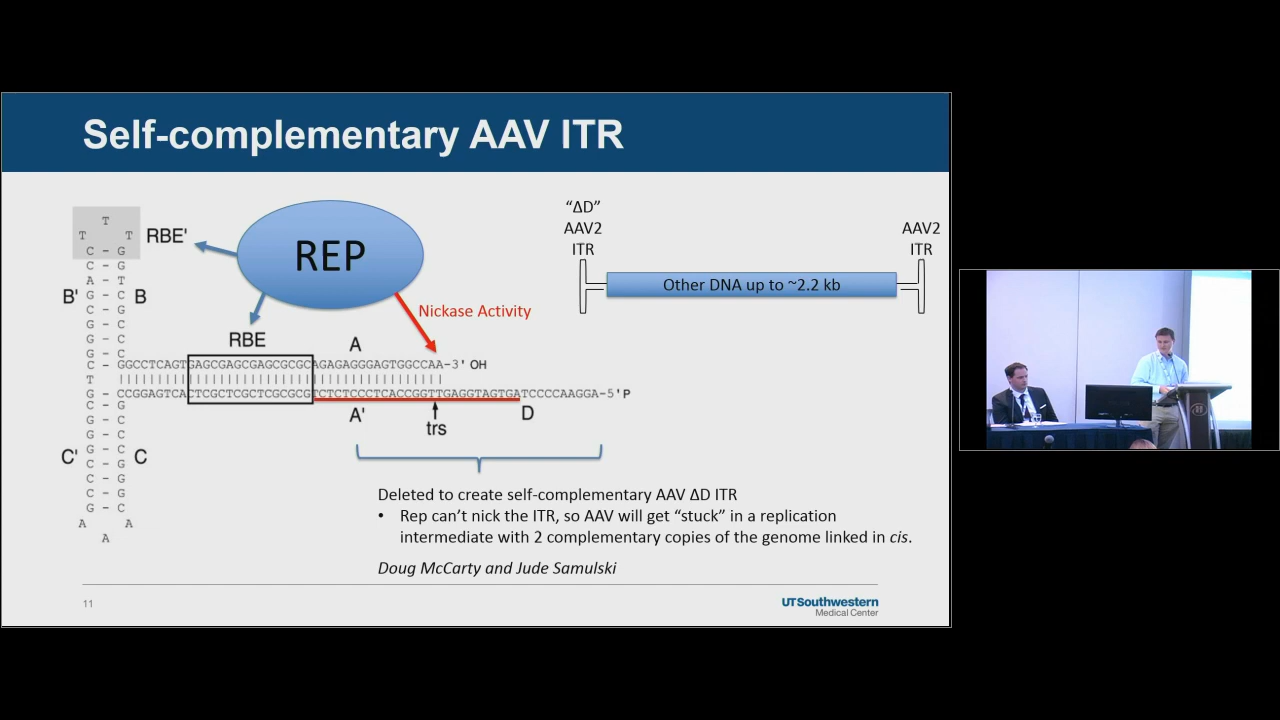 Self-complementary AAV ITR
T
T T
C - G
C - G
A - T
G - C
C - G
G - C
G - C
G - C
RBE'
B'
B
REP
Nickase Activity
RBE
A
C - GGCCTCAGTGAGCGAGCGAGCGCGCAGAGAGGGAGTGGCCAA-3' OH
T
G - CCGGAGTCACTCGCTCGCTCGCGCGTCTCTCCCTCACCGGTTGAGGTAGTGATCCCCAAGGA-5'P
A'
D
trs
C'
C
A A
A
"ΔD"
AAV2
ITR
AAV2
ITR
Other DNA up to ~2.2 kb
Deleted to create self-complementary AAV ΔD ITR
• Rep can't nick the ITR, so AAV will get "stuck" in a replication
intermediate with 2 complementary copies of the genome linked in cis.
Doug McCarty and Jude Samulski
11
UTSouthwestern
Medical Center